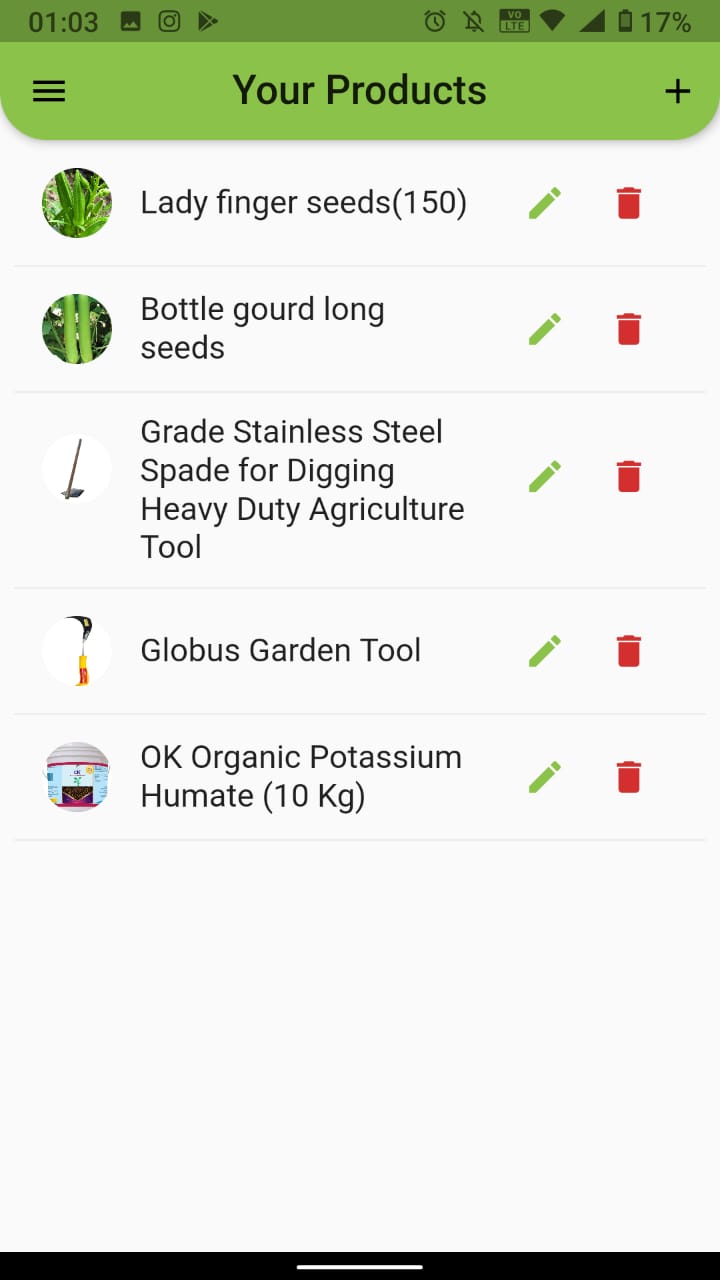 01:03
VO
LTE
17%
Your Products
Lady finger seeds(150)
Bottle gourd long
seeds
Grade Stainless Steel
Spade for Digging
Heavy Duty Agriculture
Tool
Globus Garden Tool
OK Organic Potassium
Humate (10 Kg)